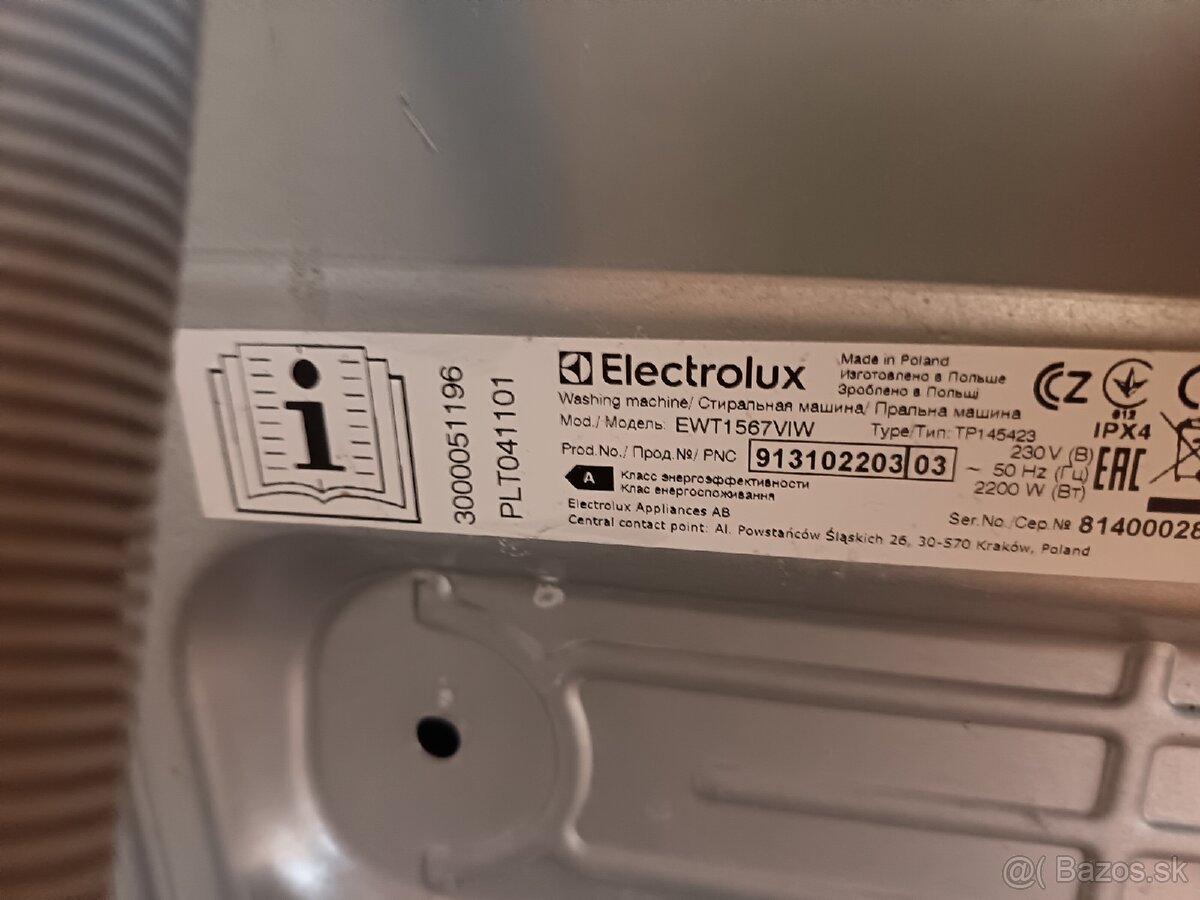 Electrolux
Made in Poland
Изготовлено в Польше
Зроблено в Польщі
Washing machine/ Стиральная машина/ Пральна машина
Mod./ Модель: EWT1567VIW
Type/Тип: TP145423
Prod.No./ Прод.№/ PNC 913102203 03
230 V (В)
~ 50 Hz (Гц)
2200 W (Вт)
A
Класс энергоэффективности
Клас енергоспоживання
Electrolux Appliances AB
Central contact point: Al. Powstańców Śląskich 26, 30-570 Kraków, Poland
Ser.No./Сер.№ 81400028
012
IPX4
EAC
3000051196
PLT041101
i
@( Bazos.sk